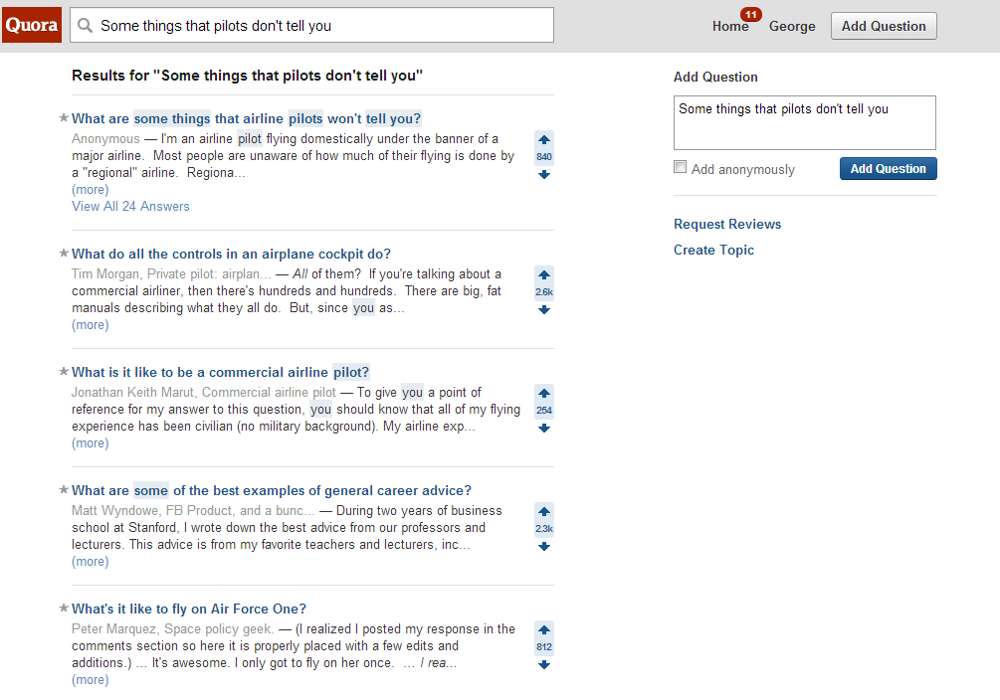 Quora
Some things that pilots don't tell you
11
Home
George
Add Question
Results for "Some things that pilots don't tell you"
What are some things that airline pilots won't tell you?
Anonymous — I'm an airline pilot flying domestically under the banner of a
major airline.  Most people are unaware of how much of their flying is done by
a "regional" airline.  Regiona...
(more)
View All 24 Answers
840
What do all the controls in an airplane cockpit do?
Tim Morgan, Private pilot: airplan... — All of them?  If you're talking about a
commercial airliner, then there's hundreds and hundreds.  There are big, fat
manuals describing what they all do.  But, since you as...
(more)
2.6k
What is it like to be a commercial airline pilot?
Jonathan Keith Marut, Commercial airline pilot — To give you a point of
reference for my answer to this question, you should know that all of my flying
experience has been civilian (no military background). My airline exp...
(more)
254
What are some of the best examples of general career advice?
Matt Wyndowe, FB Product, and a bunc... — During two years of business
school at Stanford, I wrote down the best advice from our professors and
lecturers. This advice is from my favorite teachers and lecturers, inc...
(more)
2.3k
What's it like to fly on Air Force One?
Peter Marquez, Space policy geek. — (I realized I posted my response in the
comments section so here it is properly placed with a few edits and
additions.) ... It's awesome. I only got to fly on her once.  ... I rea...
(more)
812
Add Question
Some things that pilots don't tell you
Add anonymously
Add Question
Request Reviews
Create Topic